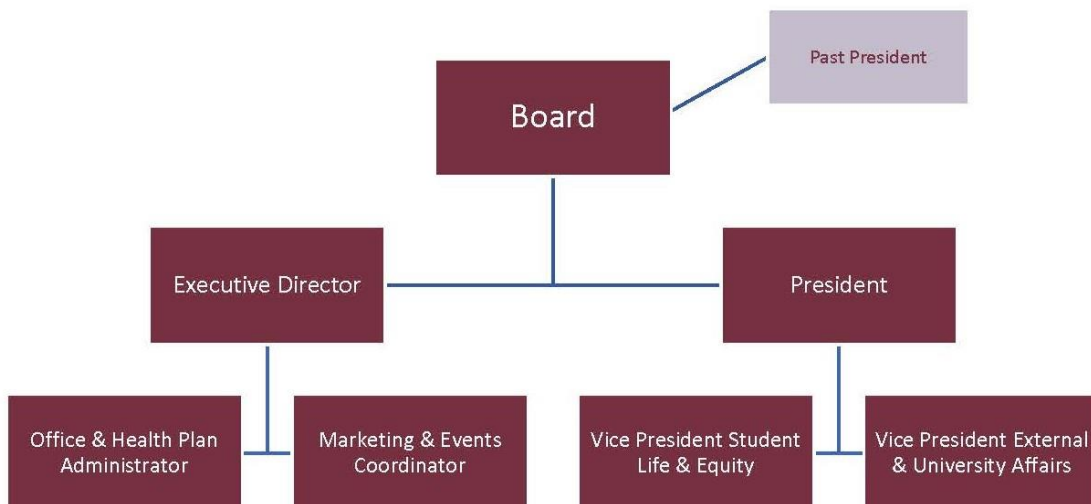 Past President
Board
Executive Director
President
Office & Health Plan
Administrator
Marketing & Events
Coordinator
Vice President Student
Life & Equity
Vice President External
& University Affairs